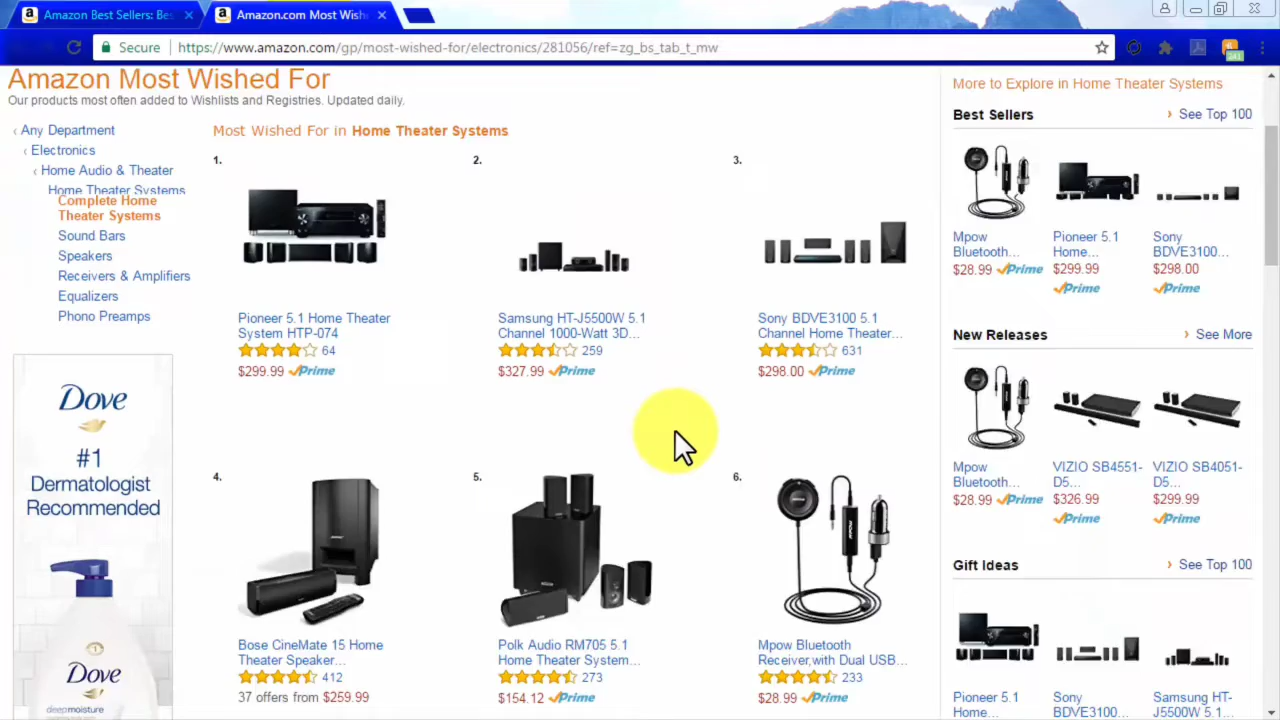 Amazon Best Sellers: Bes
Amazon.com Most Wish
Secure
https://www.amazon.com/gp/most-wished-for/electronics/281056/ref=zg_bs_tab_t_mw
241
Amazon Most Wished For
Our products most often added to Wishlists and Registries. Updated daily.
‹ Any Department
‹ Electronics
‹ Home Audio & Theater
Home Theater Systems
Complete Home
Theater Systems
Sound Bars
Speakers
Receivers & Amplifiers
Equalizers
Phono Preamps
Dove
#1
Dermatologist
Recommended
Dove
deepmoisture
Most Wished For in Home Theater Systems
1.
Pioneer 5.1 Home Theater
System HTP-074
64
$299.99 Prime
2.
Samsung HT-J5500W 5.1
Channel 1000-Watt 3D...
259
$327.99 Prime
3.
Sony BDVE3100 5.1
Channel Home Theater...
631
$298.00 Prime
4.
Bose CineMate 15 Home
Theater Speaker...
412
37 offers from $259.99
5.
Polk Audio RM705 5.1
Home Theater System...
273
$154.12 Prime
6.
MPOW
Mpow Bluetooth
Receiver,with Dual USB...
233
$28.99 Prime
More to Explore in Home Theater Systems
Best Sellers
› See Top 100
Mpow
Bluetooth...
$28.99 Prime
Pioneer 5.1
Home...
$299.99
Prime
Sony
BDVE3100...
$298.00
Prime
New Releases
› See More
Mpow
Bluetooth...
$28.99 Prime
VIZIO SB4551-
D5...
$326.99
Prime
VIZIO SB4051-
D5...
$299.99
Prime
Gift Ideas
› See Top 100
Pioneer 5.1
Home...
Sony
BDVE3100...
Samsung HT-
J5500W 5.1